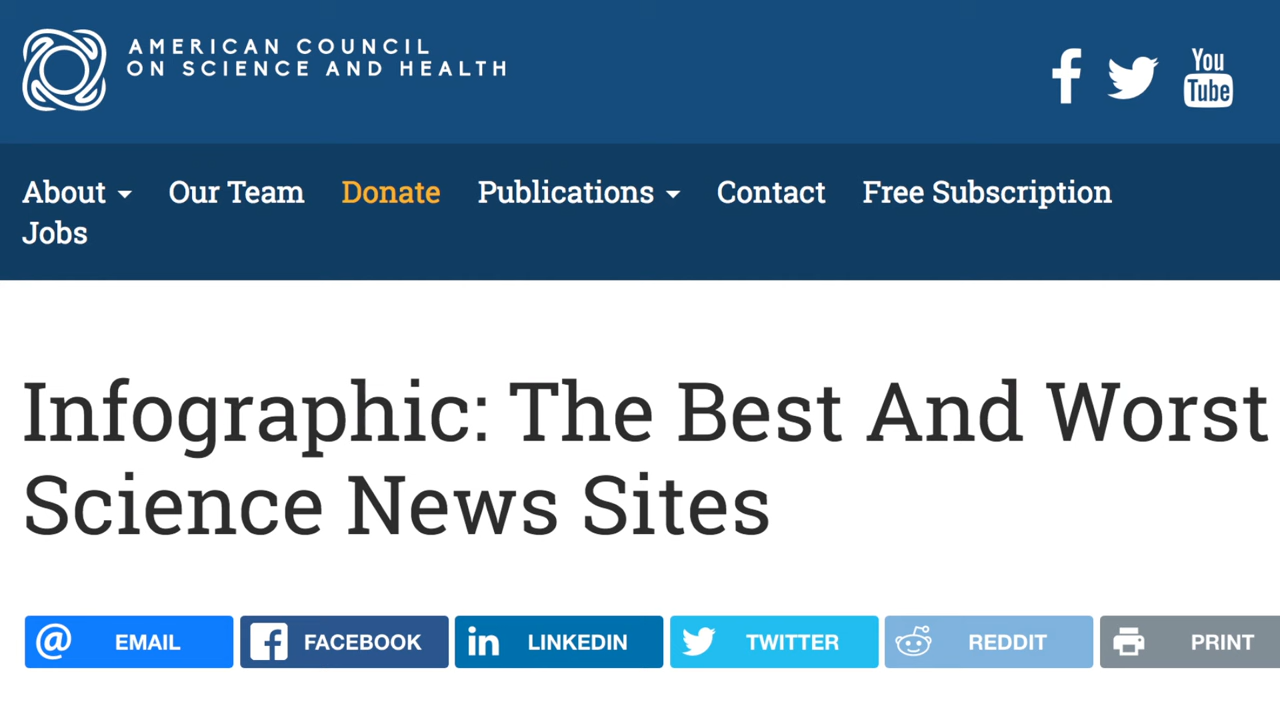 AMERICAN COUNCIL
ON SCIENCE AND HEALTH
You
Tube
About Our Team Donate Publications Contact Free Subscription
Jobs
Infographic: The Best And Worst
Science News Sites
@ EMAIL FACEBOOK in LINKEDIN TWITTER REDDIT PRINT